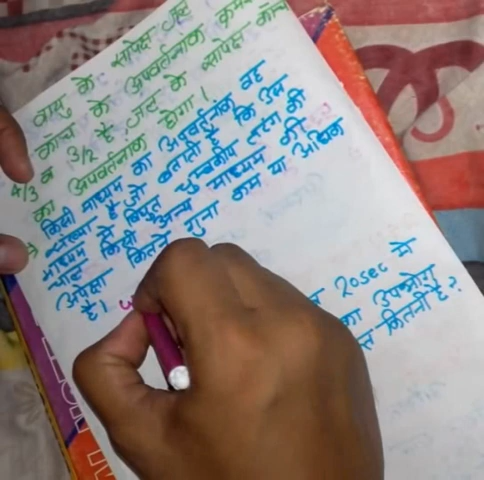 वायु के सापेक्ष जल
काँच के अपवर्तनांक क्रमशः
4/3 व 3/2 है, जल के सापेक्ष काँच
का अपवर्तनांक होगा।
किसी माध्यम का अपवर्तनांक वह
संख्या है जो बताती है कि उस
माध्यम में विद्युत चुम्बकीय तरंग की
चाल किसी अन्य माध्यम की
अपेक्षा कितने गुना कम या अधिक
है।
20sec में
का उपभोग
कितनी है?